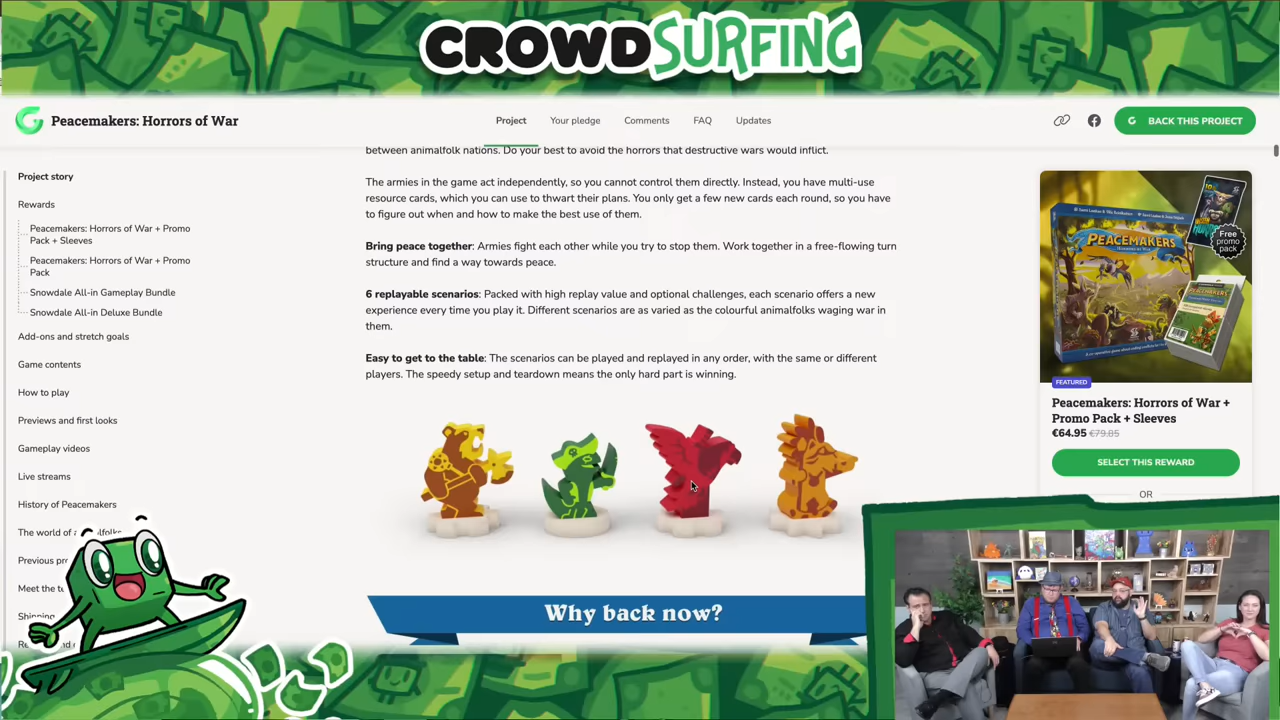 CROWDSURFING
Peacemakers: Horrors of War
Project
Your pledge
Comments
FAQ
Updates
BACK THIS PROJECT
Project story
Rewards
Peacemakers: Horrors of War + Promo
Pack + Sleeves
Peacemakers: Horrors of War + Promo
Pack
Snowdale All-in Gameplay Bundle
Snowdale All-in Deluxe Bundle
Add-ons and stretch goals
Game contents
How to play
Previews and first looks
Gameplay videos
Live streams
History of Peacemakers
The world of
Previous
Meet the
between animalfolk nations. Do your best to avoid the horrors that destructive wars would inflict.
The armies in the game act independently, so you cannot control them directly. Instead, you have multi-use
resource cards, which you can use to thwart their plans. You only get a few new cards each round, so you have
to figure out when and how to make the best use of them.
Bring peace together: Armies fight each other while you try to stop them. Work together in a free-flowing turn
structure and find a way towards peace.
6 replayable scenarios: Packed with high replay value and optional challenges, each scenario offers a new
experience every time you play it. Different scenarios are as varied as the colourful animalfolks waging war in
them.
Easy to get to the table: The scenarios can be played and replayed in any order, with the same or different
players. The speedy setup and teardown means the only hard part is winning.
Why back now?
PEACEMAKERS
Free
promo
pack
FEATURED
Peacemakers: Horrors of War +
Promo Pack + Sleeves
€64.95 €79.85
SELECT THIS REWARD
OR